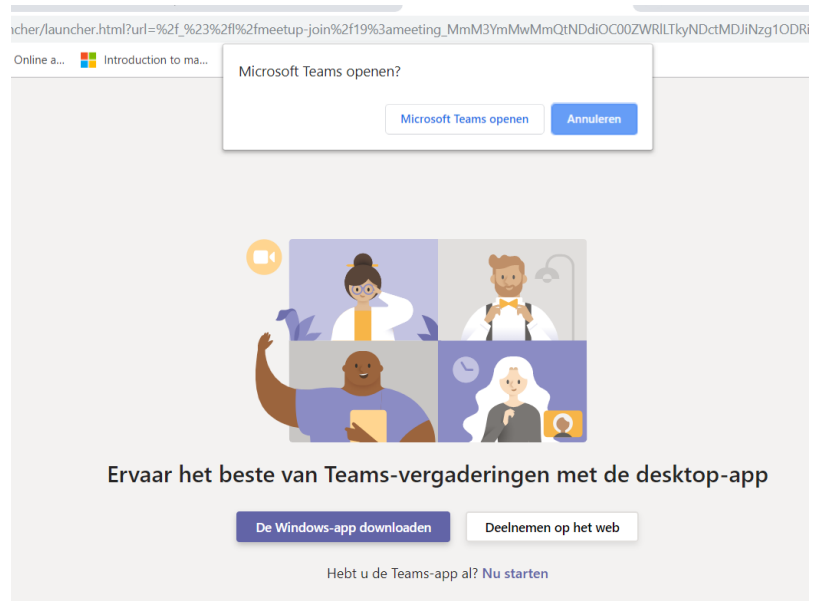 ncher/launcher.html?url=%2f_%23%2fl%2fmeetup-join%2f19%3ameeting_MmM3YmMwMmQtNDdiOC00ZWRlLTkyNDctMDJiNzg1ODRi
Online a... Introduction to ma...
Microsoft Teams openen?
Microsoft Teams openen Annuleren
Ervaar het beste van Teams-vergaderingen met de desktop-app
De Windows-app downloaden Deelnemen op het web
Hebt u de Teams-app al? Nu starten